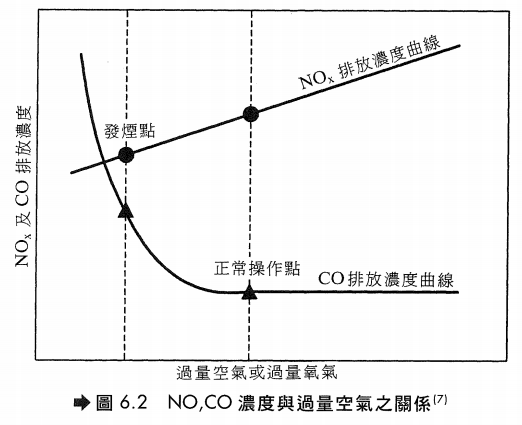 NOx 排放濃度曲線
發煙點
NOx 及 CO 排放濃度
正常操作點
CO 排放濃度曲線
過量空氣或過量氧氣
➧ 圖 6.2 NO,CO 濃度與過量空氣之關係(7)